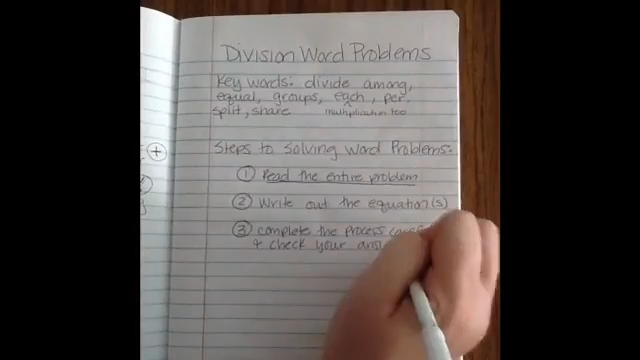 Division Word Problems
Key words: divide among,
equal, groups, each, per,
split, share multiplication too
Steps to Solving Word Problems:
① Read the entire problem
② Write out the equation(s)
③ complete the process
+ check your